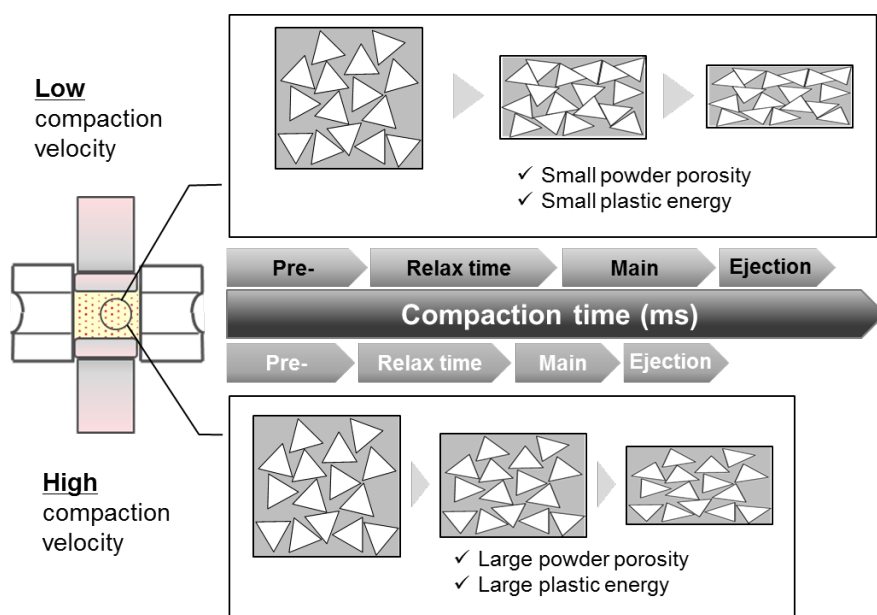 Low
compaction
velocity
✓ Small powder porosity
✓ Small plastic energy
Pre-
Relax time
Main
Ejection
Compaction time (ms)
Pre-
Relax time
Main
Ejection
High
compaction
velocity
✓ Large powder porosity
✓ Large plastic energy